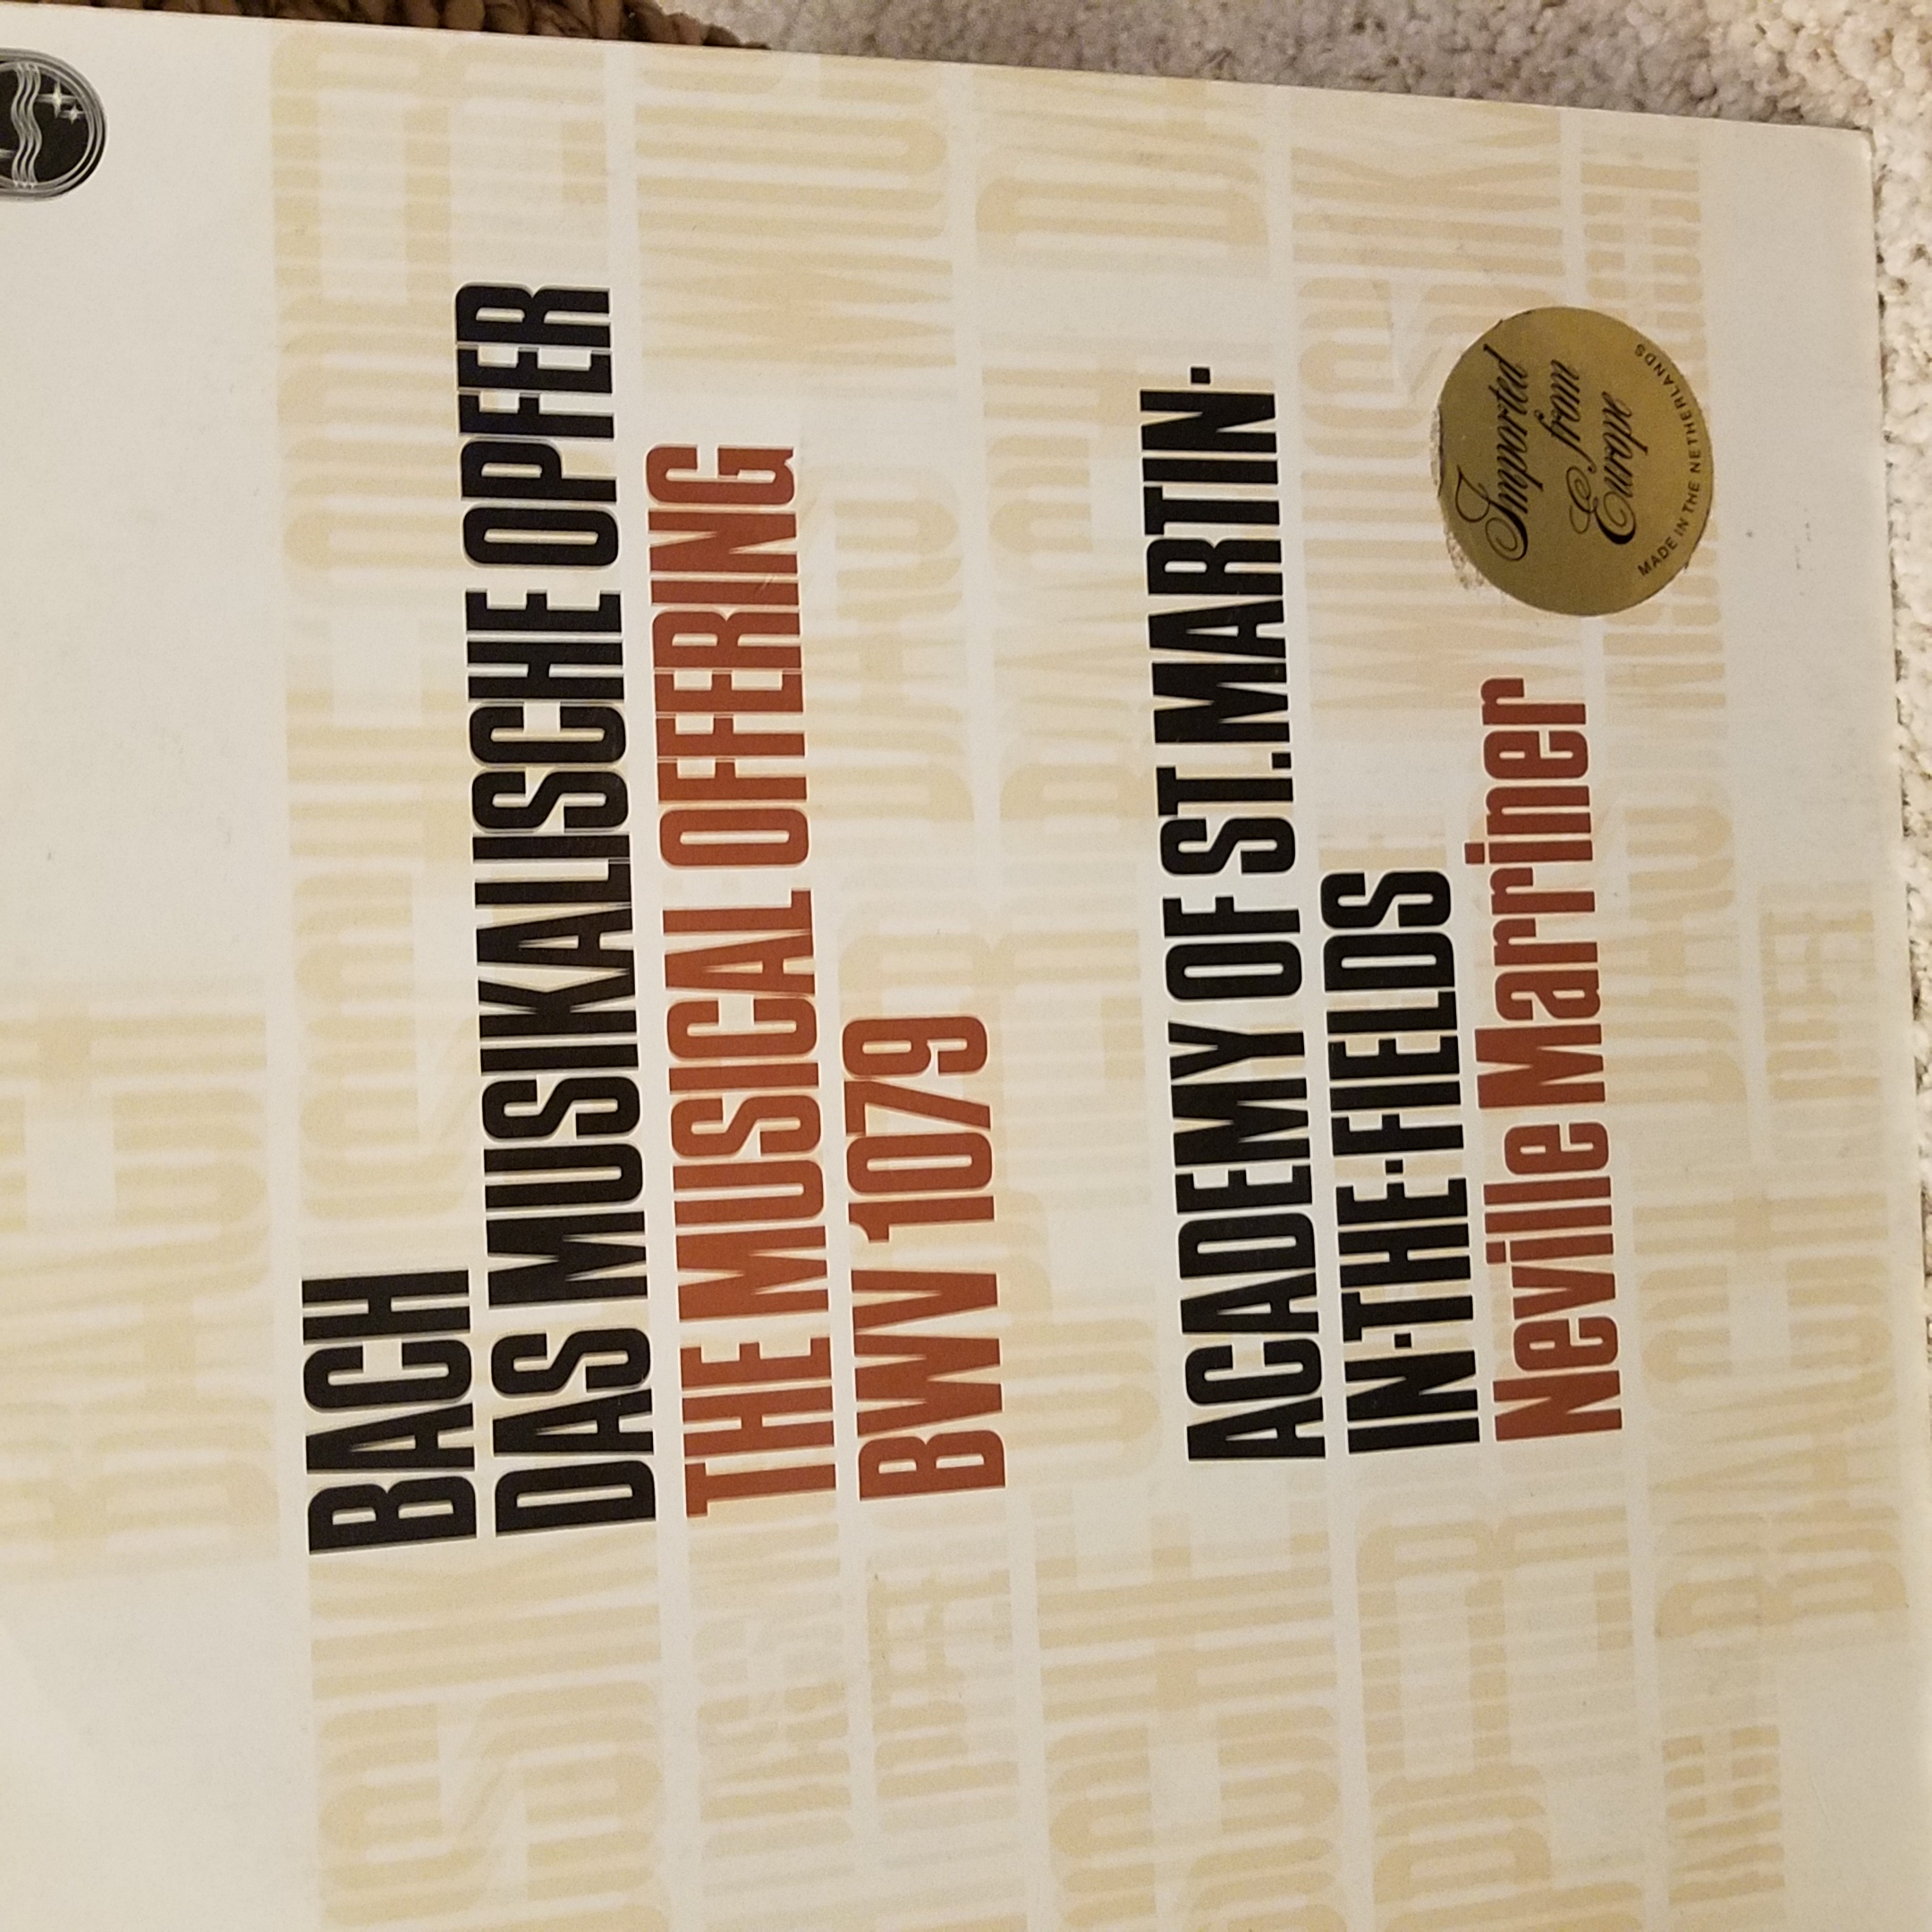 BACH
DAS MUSIKALISCHE OPFER
THE MUSICAL OFFERING
BWV 1079
ACADEMY OF ST.MARTIN-
IN-THE-FIELDS
Neville Marriner
Imported
from
Europe
MADE IN THE NETHERLANDS